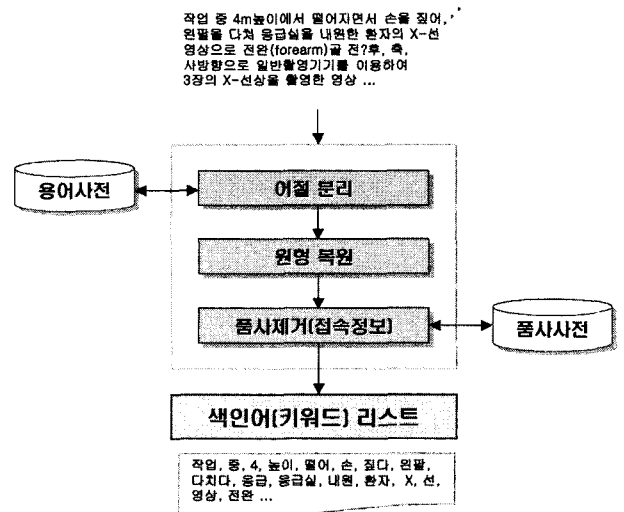 작업 중 4m높이에서 떨어지면서 손을 짚어,
왼팔을 다쳐 응급실을 내원한 환자의 X-선
영상으로 전완(forearm)골 전?후, 측,
사방향으로 일반촬영기기를 이용하여
3장의 X-선상을 촬영한 영상 ...
용어사전
어절 분리
원형 복원
품사제거(접속정보)
품사사전
색인어(키워드) 리스트
작업, 중, 4, 높이, 떨어, 손, 짚다, 왼팔,
다치다, 응급, 응급실, 내원, 환자, X, 선,
영상, 전완 ...